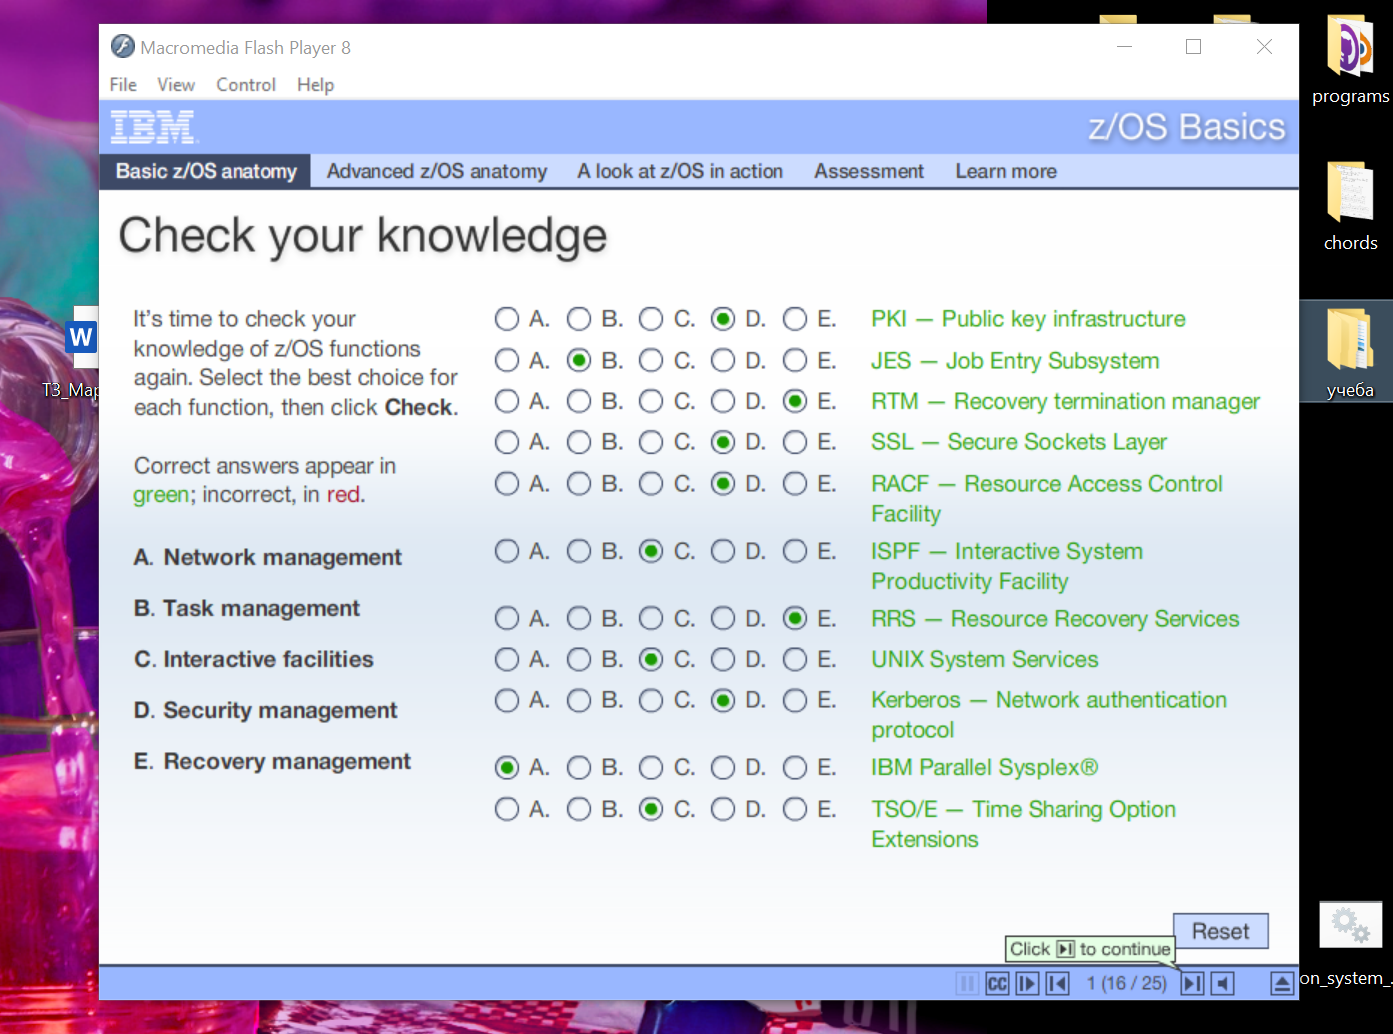 Macromedia Flash Player 8
File View Control Help
IBM
z/OS Basics
Basic z/OS anatomy Advanced z/OS anatomy A look at z/OS in action Assessment Learn more
Check your knowledge
It's time to check your
knowledge of z/OS functions
again. Select the best choice for
each function, then click Check.
Correct answers appear in
green; incorrect, in red.
A. Network management
B. Task management
C. Interactive facilities
D. Security management
E. Recovery management
A. B. C. D. E. PKI — Public key infrastructure
A. B. C. D. E. JES — Job Entry Subsystem
A. B. C. D. E. RTM — Recovery termination manager
A. B. C. D. E. SSL — Secure Sockets Layer
A. B. C. D. E. RACF — Resource Access Control
Facility
A. B. C. D. E. ISPF — Interactive System
Productivity Facility
A. B. C. D. E. RRS — Resource Recovery Services
A. B. C. D. E. UNIX System Services
A. B. C. D. E. Kerberos — Network authentication
protocol
A. B. C. D. E. IBM Parallel Sysplex®
A. B. C. D. E. TSO/E — Time Sharing Option
Extensions
Reset
Click to continue
CC 1 (16 / 25)
W
ТЗ_Мар
programs
chords
учеба
on_system_...